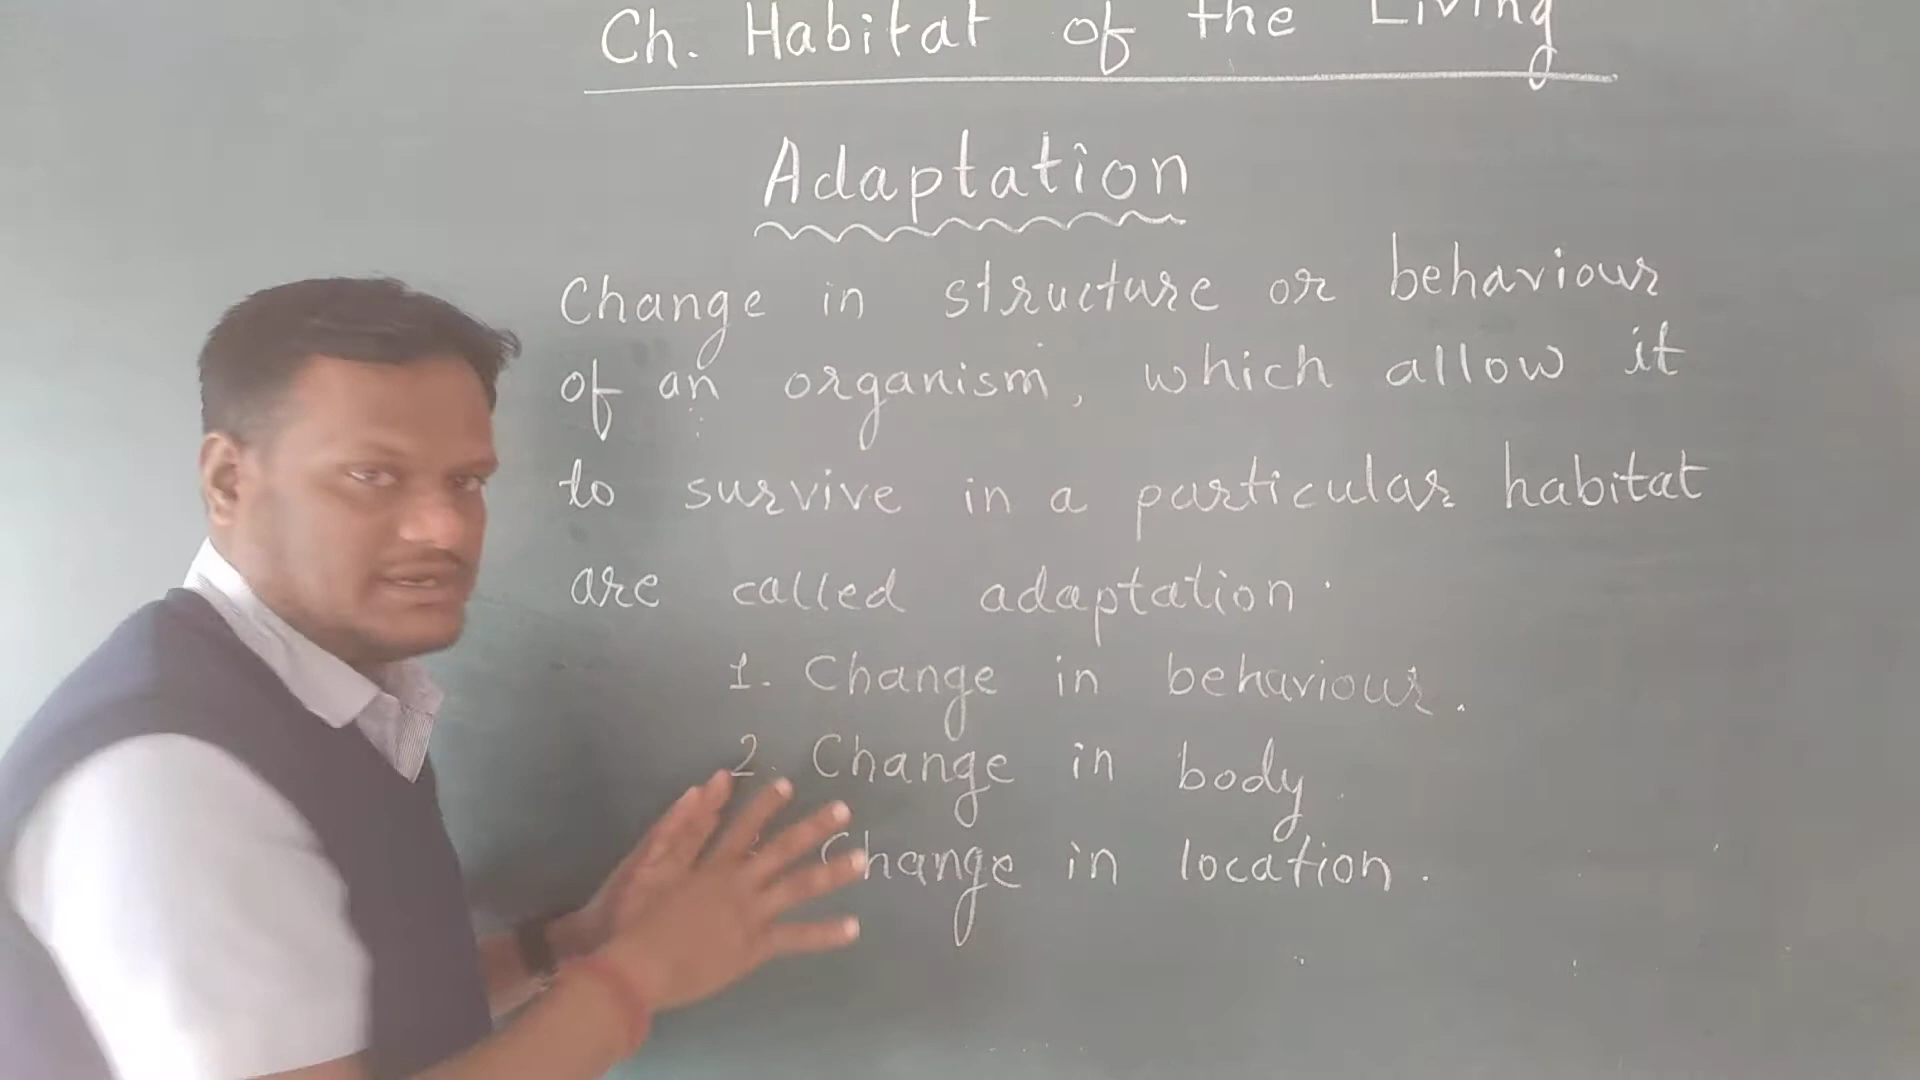 Ch. Habitat of the Living
Adaptation
Change in structure or behaviour
of an organism, which allow it
to survive in a particular habitat
are called adaptation.
1. Change in behaviour.
2. Change in body.
Change in location.